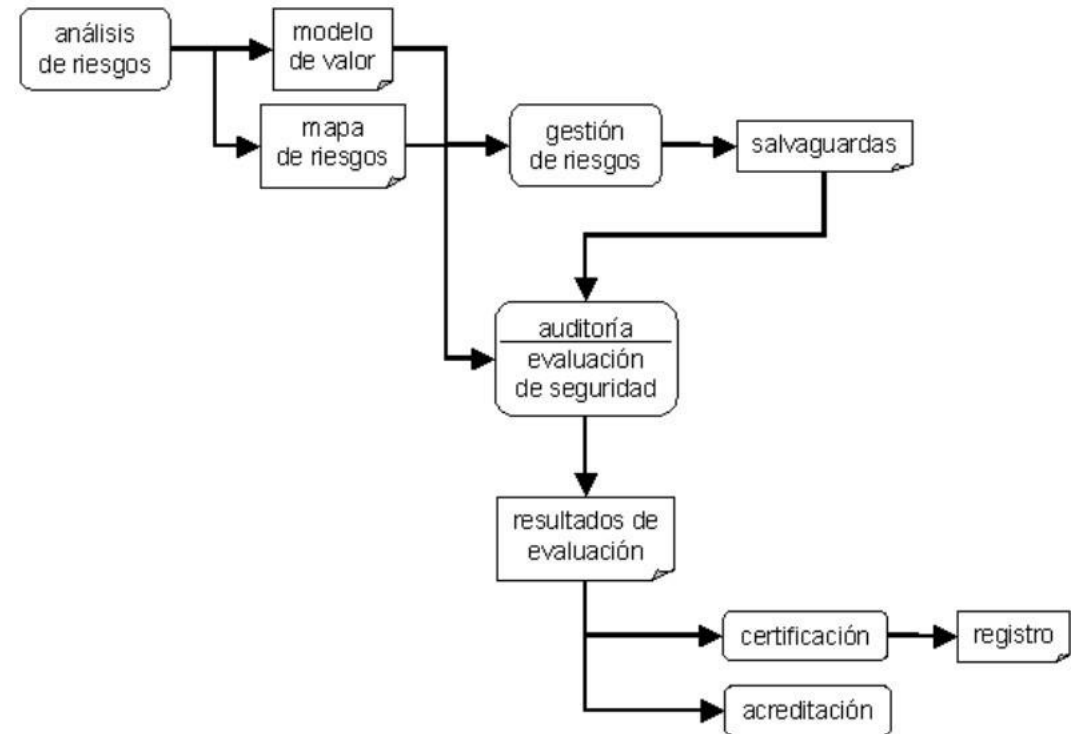 análisis
de riesgos
modelo
de valor
mapa
de riesgos
gestión
de riesgos
salvaguardas
auditoría
evaluación
de seguridad
resultados de
evaluación
certificación
registro
acreditación